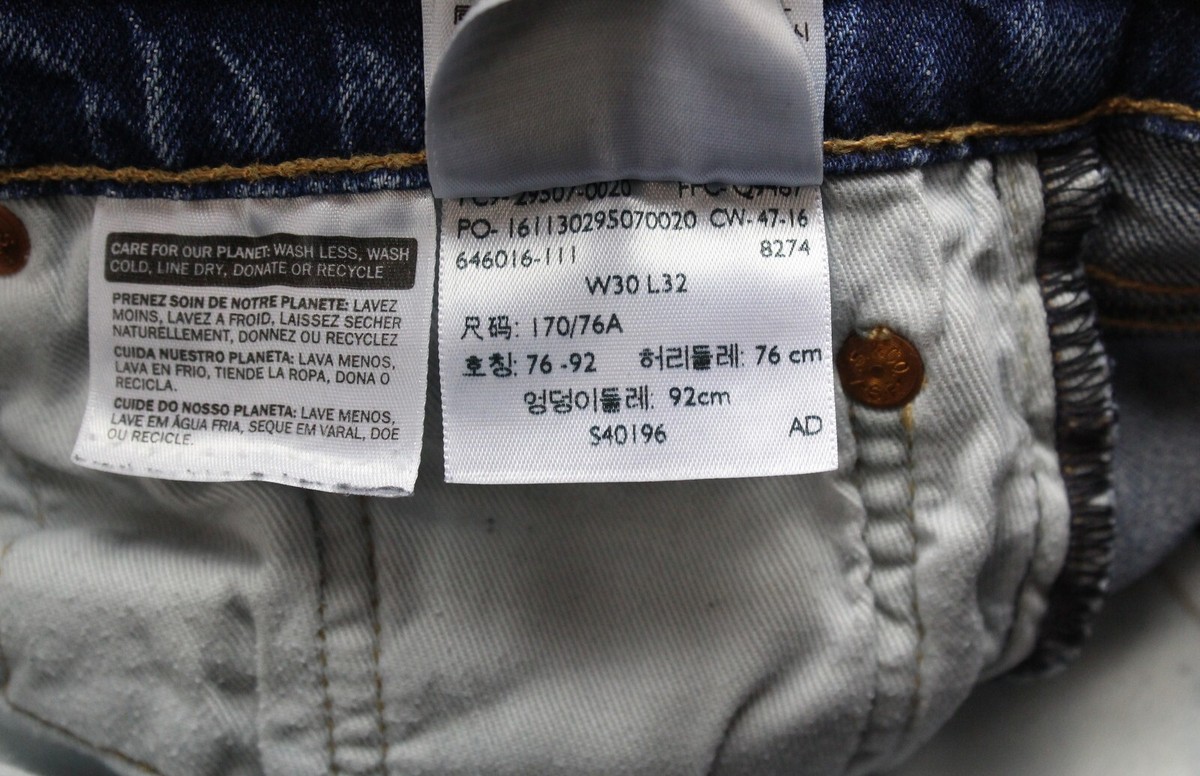 CARE FOR OUR PLANET: WASH LESS, WASH
COLD, LINE DRY, DONATE OR RECYCLE
PRENEZ SOIN DE NOTRE PLANETE: LAVEZ
MOINS, LAVEZ A FROID, LAISSEZ SECHER
NATURELLEMENT, DONNEZ OU RECYCLEZ
CUIDA NUESTRO PLANETA: LAVA MENOS,
LAVA EN FRIO, TIENDE LA ROPA, DONA O
RECICLA.
CUIDE DO NOSSO PLANETA: LAVE MENOS,
LAVE EM ÁGUA FRIA, SEQUE EM VARAL, DOE
OU RECICLE.
PO- 161130295070020 CW- 47-16
646016-111 8274
W30 L32
尺码: 170/76A
호칭: 76 -92 허리둘레: 76 cm
엉덩이둘레: 92cm
S40196 AD